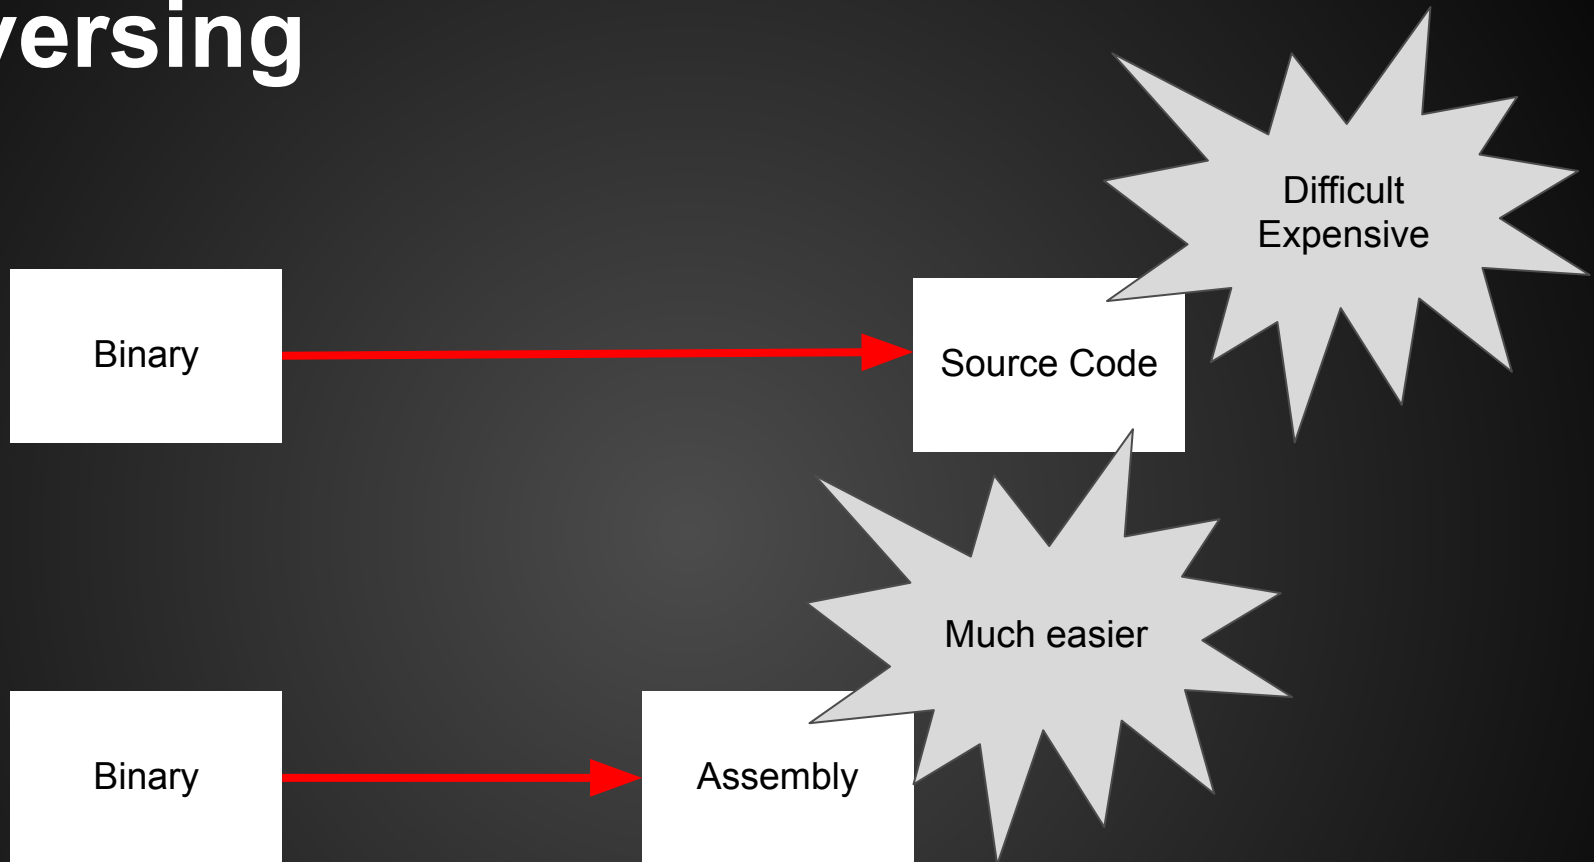 versing
Difficult
Expensive
Binary
Source Code
Much easier
Binary
Assembly